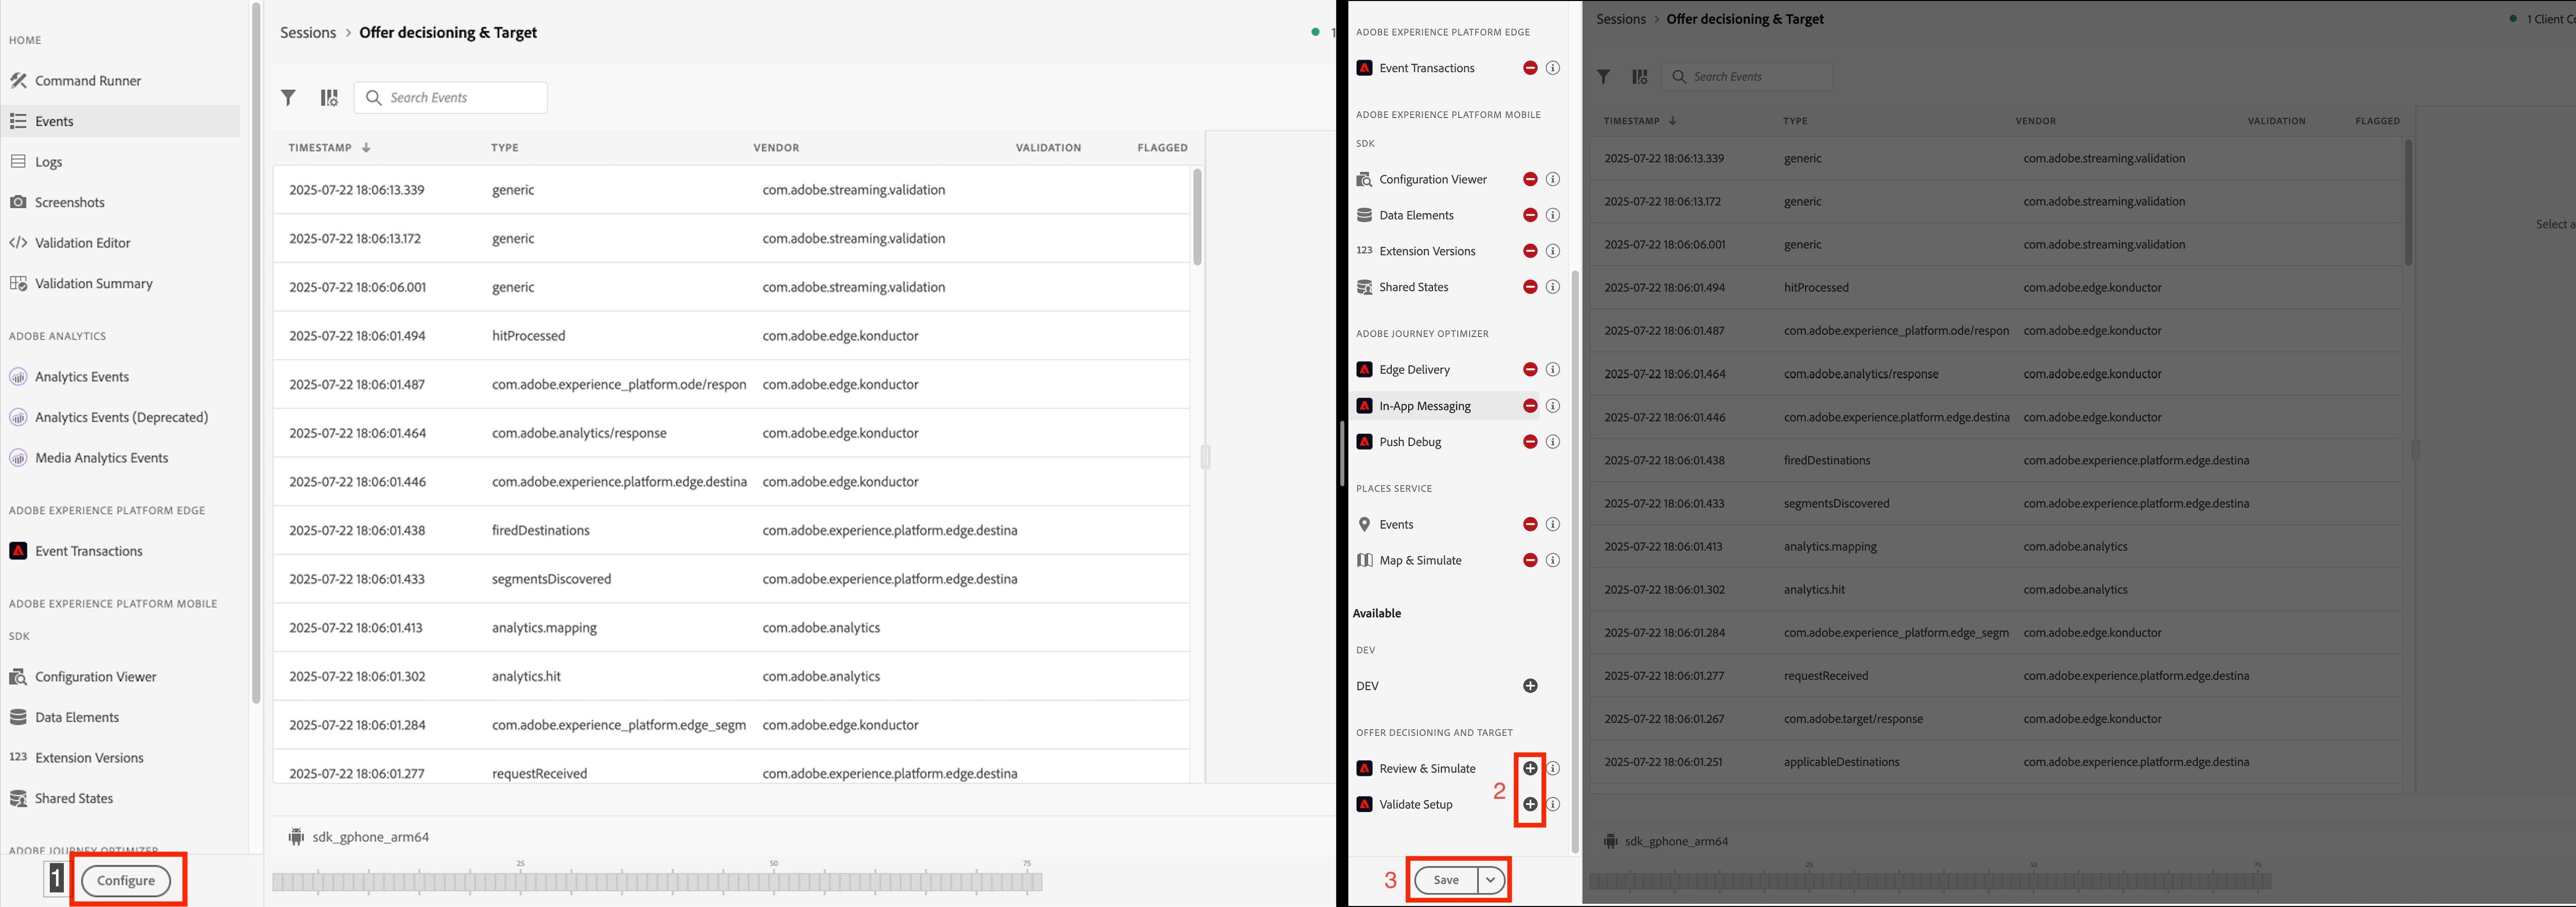 HOME
Command Runner
Events
Logs
Screenshots
Validation Editor
Validation Summary
ADOBE ANALYTICS
Analytics Events
Analytics Events (Deprecated)
Media Analytics Events
ADOBE EXPERIENCE PLATFORM EDGE
Event Transactions
ADOBE EXPERIENCE PLATFORM MOBILE
SDK
Configuration Viewer
Data Elements
123 Extension Versions
Shared States
ADOBE JOURNEY OPTIMIZER
1 Configure
Sessions > Offer decisioning & Target
1
Search Events
TIMESTAMP TYPE VENDOR VALIDATION FLAGGED
2025-07-22 18:06:13.339 generic com.adobe.streaming.validation
2025-07-22 18:06:13.172 generic com.adobe.streaming.validation
2025-07-22 18:06:06.001 generic com.adobe.streaming.validation
2025-07-22 18:06:01.494 hitProcessed com.adobe.edge.konductor
2025-07-22 18:06:01.487 com.adobe.experience_platform.ode/respon com.adobe.edge.konductor
2025-07-22 18:06:01.464 com.adobe.analytics/response com.adobe.edge.konductor
2025-07-22 18:06:01.446 com.adobe.experience.platform.edge.destina com.adobe.edge.konductor
2025-07-22 18:06:01.438 firedDestinations com.adobe.experience.platform.edge.destina
2025-07-22 18:06:01.433 segmentsDiscovered com.adobe.experience.platform.edge.destina
2025-07-22 18:06:01.413 analytics.mapping com.adobe.analytics
2025-07-22 18:06:01.302 analytics.hit com.adobe.analytics
2025-07-22 18:06:01.284 com.adobe.experience_platform.edge_segm com.adobe.edge.konductor
2025-07-22 18:06:01.277 requestReceived com.adobe.experience.platform.edge.destina
sdk_gphone_arm64
25 50 75
ADOBE EXPERIENCE PLATFORM EDGE
Event Transactions
ADOBE EXPERIENCE PLATFORM MOBILE
SDK
Configuration Viewer
Data Elements
123 Extension Versions
Shared States
ADOBE JOURNEY OPTIMIZER
Edge Delivery
In-App Messaging
Push Debug
PLACES SERVICE
Events
Map & Simulate
Available
DEV
DEV
OFFER DECISIONING AND TARGET
Review & Simulate
2
Validate Setup
3 Save
Sessions > Offer decisioning & Target
1 Client Co
Search Events
TIMESTAMP TYPE VENDOR VALIDATION FLAGGED
2025-07-22 18:06:13.339 generic com.adobe.streaming.validation
2025-07-22 18:06:13.172 generic com.adobe.streaming.validation
Select a
2025-07-22 18:06:06.001 generic com.adobe.streaming.validation
2025-07-22 18:06:01.494 hitProcessed com.adobe.edge.konductor
2025-07-22 18:06:01.487 com.adobe.experience_platform.ode/respon com.adobe.edge.konductor
2025-07-22 18:06:01.464 com.adobe.analytics/response com.adobe.edge.konductor
2025-07-22 18:06:01.446 com.adobe.experience.platform.edge.destina com.adobe.edge.konductor
2025-07-22 18:06:01.438 firedDestinations com.adobe.experience.platform.edge.destina
2025-07-22 18:06:01.433 segmentsDiscovered com.adobe.experience.platform.edge.destina
2025-07-22 18:06:01.413 analytics.mapping com.adobe.analytics
2025-07-22 18:06:01.302 analytics.hit com.adobe.analytics
2025-07-22 18:06:01.284 com.adobe.experience_platform.edge_segm com.adobe.edge.konductor
2025-07-22 18:06:01.277 requestReceived com.adobe.experience.platform.edge.destina
2025-07-22 18:06:01.267 com.adobe.target/response com.adobe.edge.konductor
2025-07-22 18:06:01.251 applicableDestinations com.adobe.experience.platform.edge.destina
sdk_gphone_arm64
25 50 75